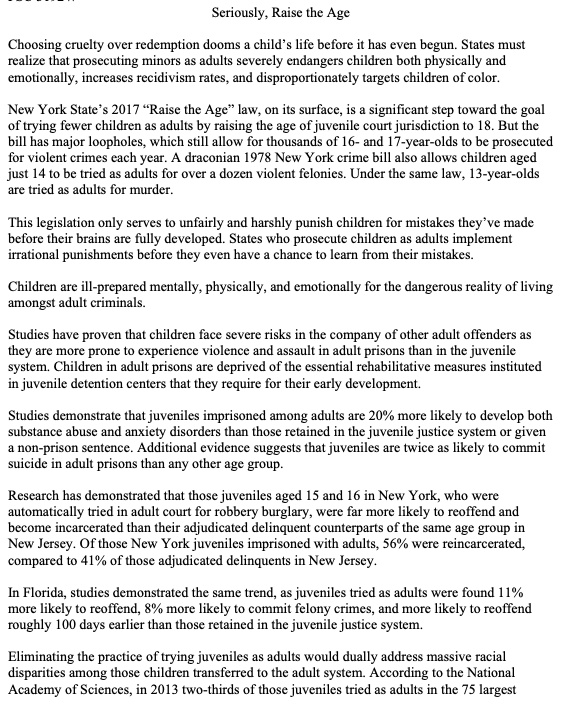 Seriously, Raise the Age
Choosing cruelty over redemption dooms a child's life before it has even begun. States must
realize that prosecuting minors as adults severely endangers children both physically and
emotionally, increases recidivism rates, and disproportionately targets children of color.
New York State's 2017 “Raise the Age” law, on its surface, is a significant step toward the goal
of trying fewer children as adults by raising the age of juvenile court jurisdiction to 18. But the
bill has major loopholes, which still allow for thousands of 16- and 17-year-olds to be prosecuted
for violent crimes each year. A draconian 1978 New York crime bill also allows children aged
just 14 to be tried as adults for over a dozen violent felonies. Under the same law, 13-year-olds
are tried as adults for murder.
This legislation only serves to unfairly and harshly punish children for mistakes they've made
before their brains are fully developed. States who prosecute children as adults implement
irrational punishments before they even have a chance to learn from their mistakes.
Children are ill-prepared mentally, physically, and emotionally for the dangerous reality of living
amongst adult criminals.
Studies have proven that children face severe risks in the company of other adult offenders as
they are more prone to experience violence and assault in adult prisons than in the juvenile
system. Children in adult prisons are deprived of the essential rehabilitative measures instituted
in juvenile detention centers that they require for their early development.
Studies demonstrate that juveniles imprisoned among adults are 20% more likely to develop both
substance abuse and anxiety disorders than those retained in the juvenile justice system or given
a non-prison sentence. Additional evidence suggests that juveniles are twice as likely to commit
suicide in adult prisons than any other age group.
Research has demonstrated that those juveniles aged 15 and 16 in New York, who were
automatically tried in adult court for robbery burglary, were far more likely to reoffend and
become incarcerated than their adjudicated delinquent counterparts of the same age group in
New Jersey. Of those New York juveniles imprisoned with adults, 56% were reincarcerated,
compared to 41% of those adjudicated delinquents in New Jersey.
In Florida, studies demonstrated the same trend, as juveniles tried as adults were found 11%
more likely to reoffend, 8% more likely to commit felony crimes, and more likely to reoffend
roughly 100 days earlier than those retained in the juvenile justice system.
Eliminating the practice of trying juveniles as adults would dually address massive racial
disparities among those children transferred to the adult system. According to the National
Academy of Sciences, in 2013 two-thirds of those juveniles tried as adults in the 75 largest